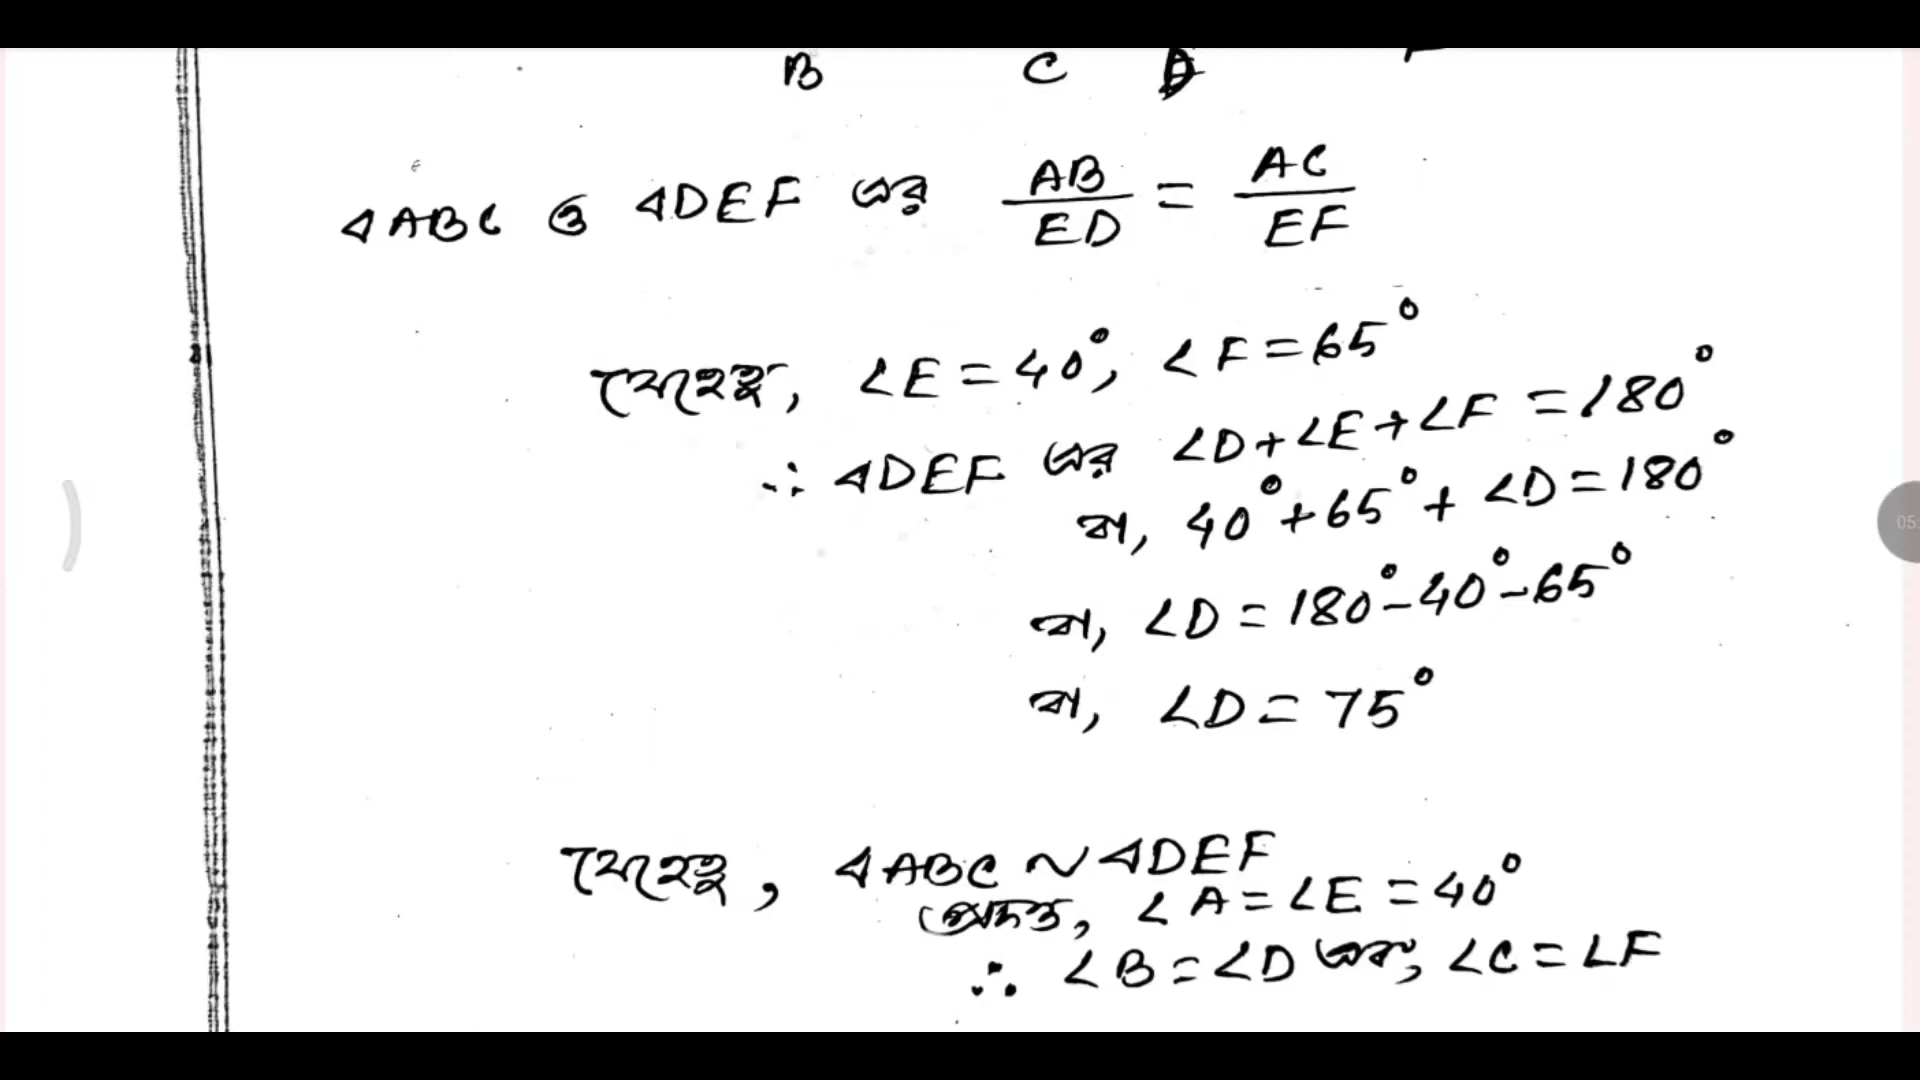 B C D F
⊿ABC ও ⊿DEF এর AB/ED = AC/EF
যেহেতু, ∠E = 40°, ∠F = 65°
∴ ⊿DEF এর ∠D+∠E+∠F = 180°
বা, 40° + 65° + ∠D = 180°
বা, ∠D = 180° - 40° - 65°
বা, ∠D = 75°
যেহেতু, ⊿ABC ~ ⊿DEF
প্রদত্ত, ∠A = ∠E = 40°
∴ ∠B = ∠D এবং, ∠C = ∠F